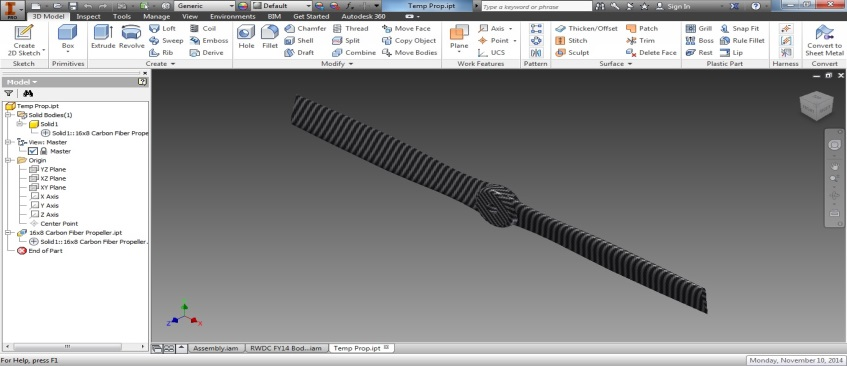 PRO
Generic
Default
Temp Prop.ipt
Type a keyword or phrase
Sign In
3D Model Inspect Tools Manage View Environments BIM Get Started Autodesk 360
Create
2D Sketch
Box
Extrude Revolve
Loft Coil
Sweep Emboss
Rib Derive
Hole Fillet
Chamfer Thread Move Face
Shell Split Copy Object
Draft Combine Move Bodies
Plane
Axis
Point
UCS
Thicken/Offset Patch
Stitch Trim
Sculpt Delete Face
Grill Snap Fit
Boss Rule Fillet
Rest Lip
Convert to
Sheet Metal
Sketch Primitives Create Modify Work Features Pattern Surface Plastic Part Harness Convert
Model
Temp Prop.ipt
Solid Bodies(1)
Solid1
Solid1::16x8 Carbon Fiber Prope
View: Master
Master
Origin
YZ Plane
XZ Plane
XY Plane
X Axis
Y Axis
Z Axis
Center Point
16x8 Carbon Fiber Propeller.ipt
Solid1::16x8 Carbon Fiber Propeller.
End of Part
Z X
Assembly.iam RWDC FY14 Bod...iam Temp Prop.ipt
For Help, press F1
Monday, November 10, 2014